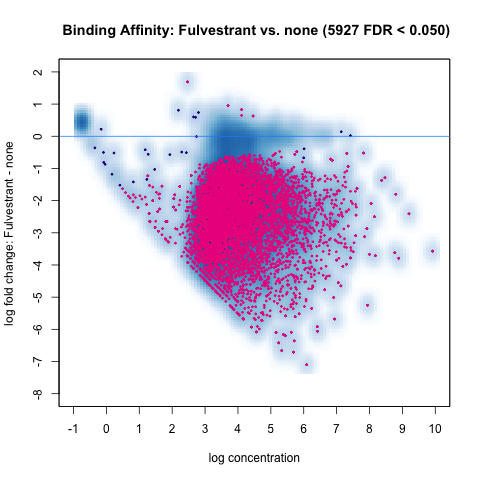 Binding Affinity: Fulvestrant vs. none (5927 FDR < 0.050)
2
1
0
-1
-2
-3
-4
-5
-6
-7
-8
log fold change: Fulvestrant - none
-1 0 1 2 3 4 5 6 7 8 9 10
log concentration